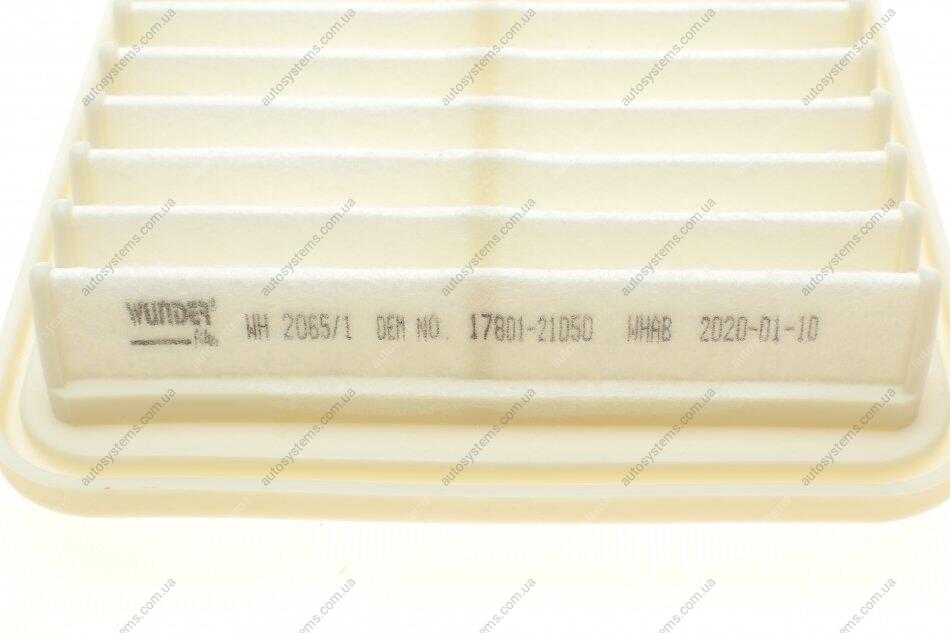 WUNDER filter WH 2065/1 OEM NO. 17801-21050 WHAB 2020-01-10
autosystems.com.ua